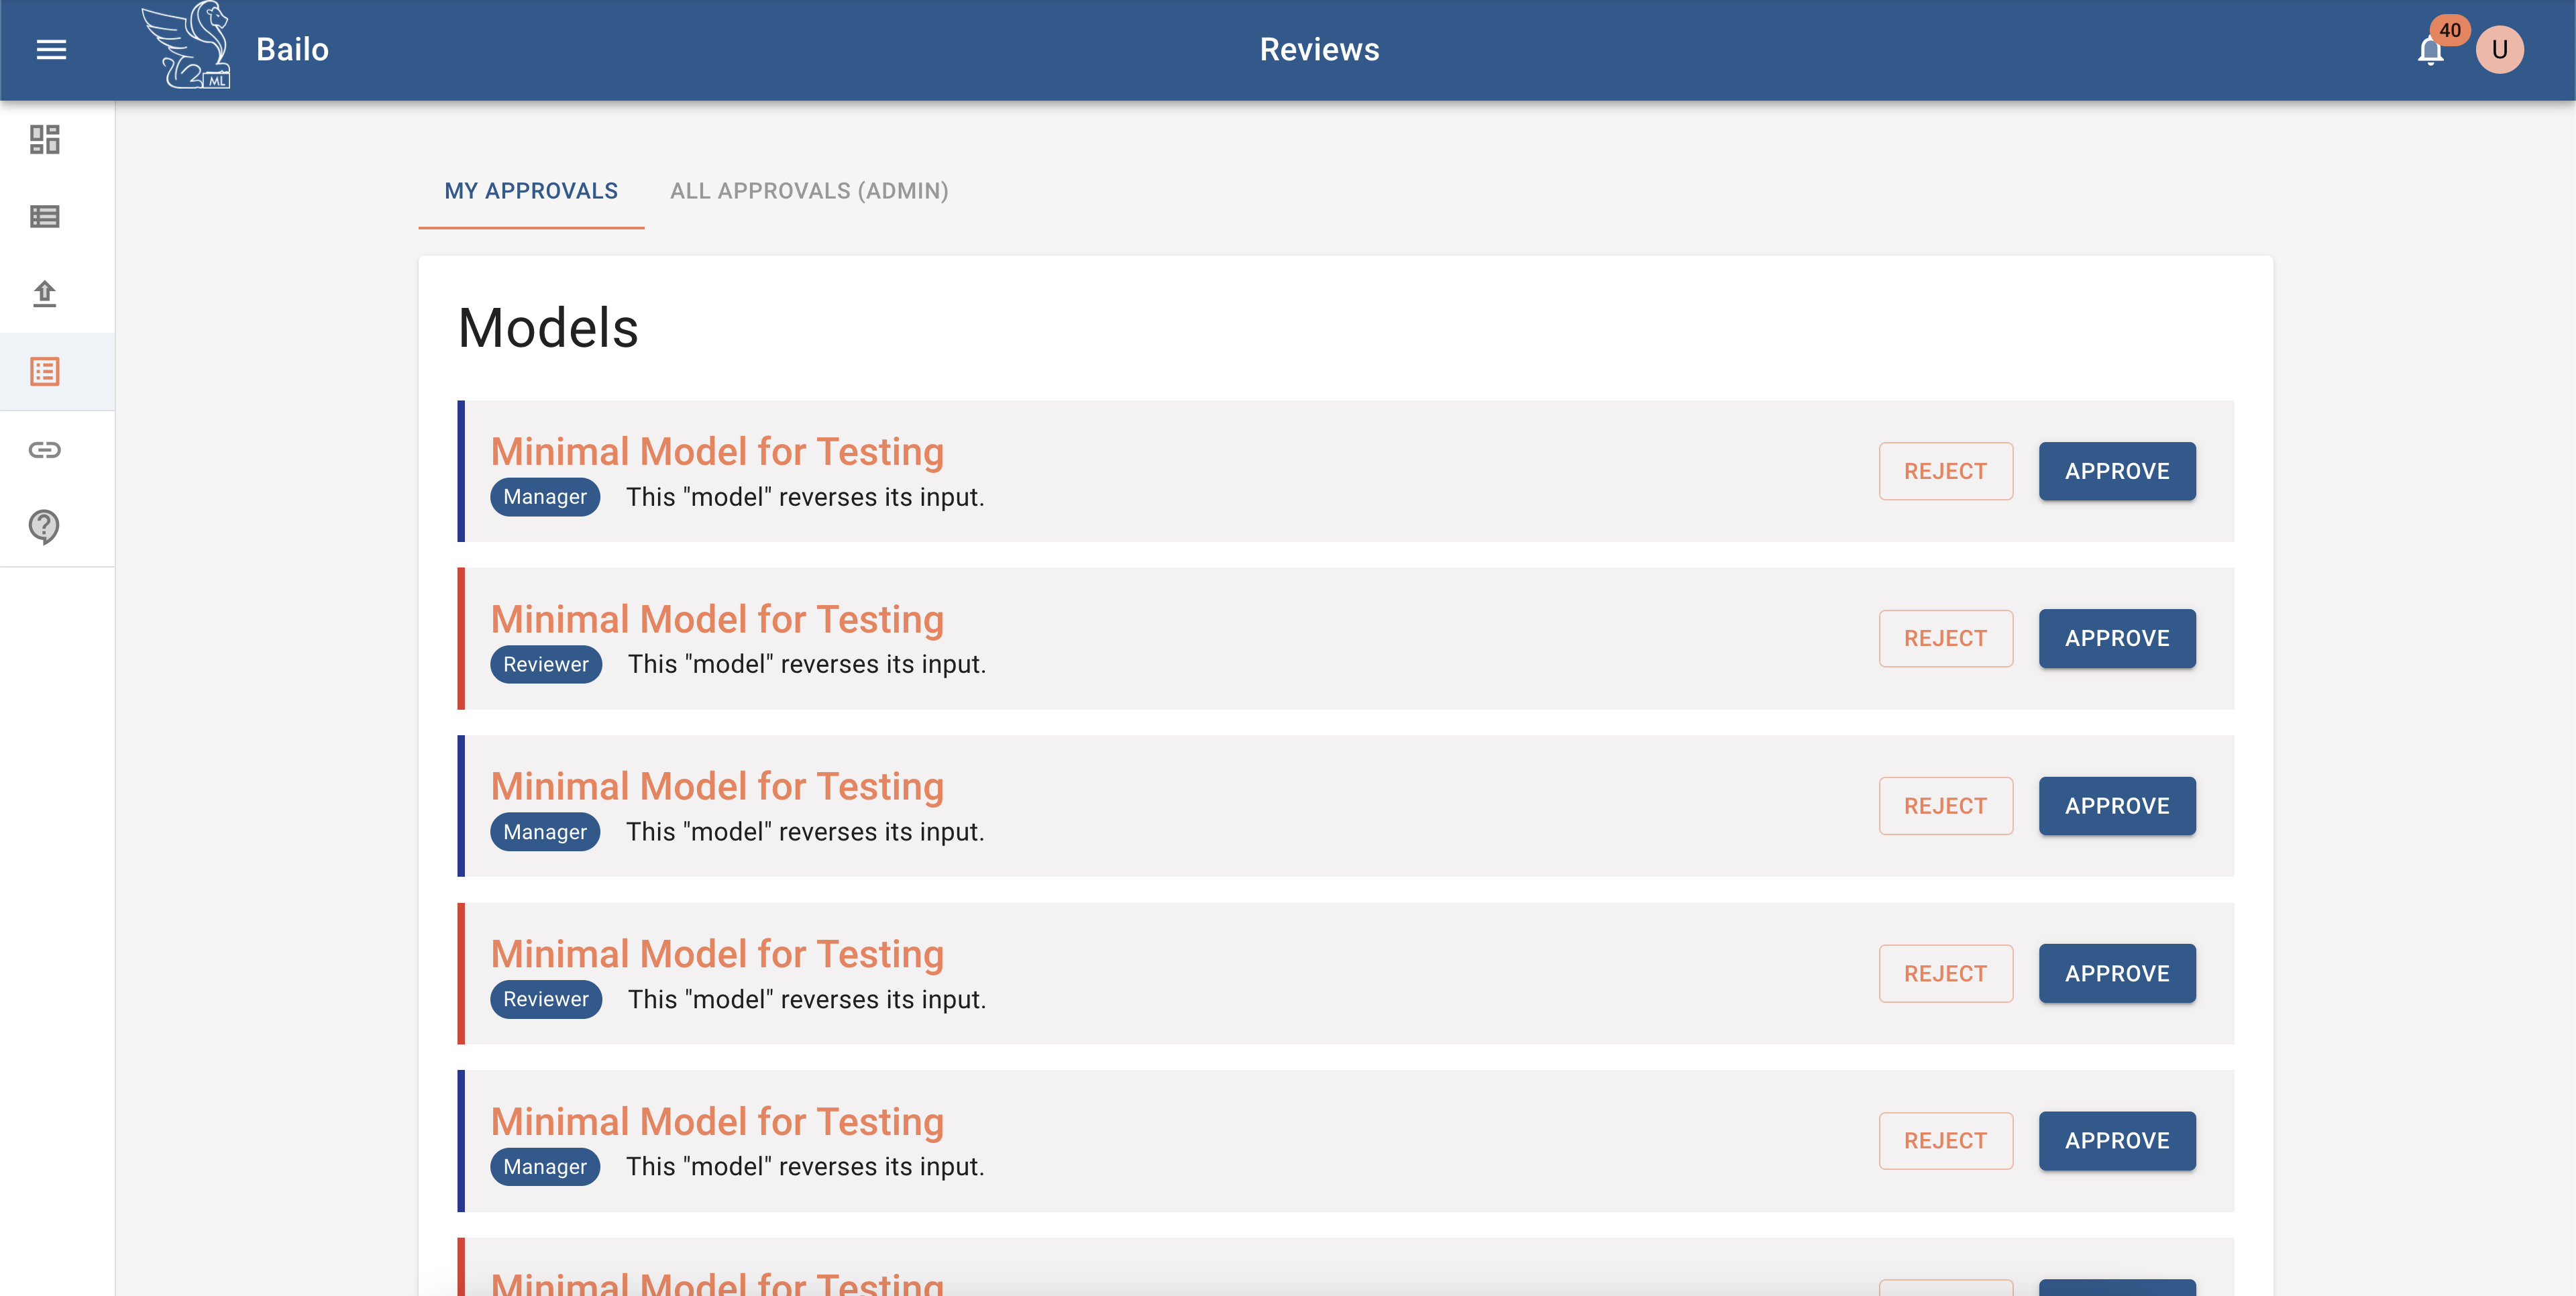 ML
Bailo
Reviews
40
U
MY APPROVALS
ALL APPROVALS (ADMIN)
Models
Minimal Model for Testing
Manager This "model" reverses its input.
REJECT
APPROVE
Minimal Model for Testing
Reviewer This "model" reverses its input.
REJECT
APPROVE
Minimal Model for Testing
Manager This "model" reverses its input.
REJECT
APPROVE
Minimal Model for Testing
Reviewer This "model" reverses its input.
REJECT
APPROVE
Minimal Model for Testing
Manager This "model" reverses its input.
REJECT
APPROVE
Minimal Model for Testing